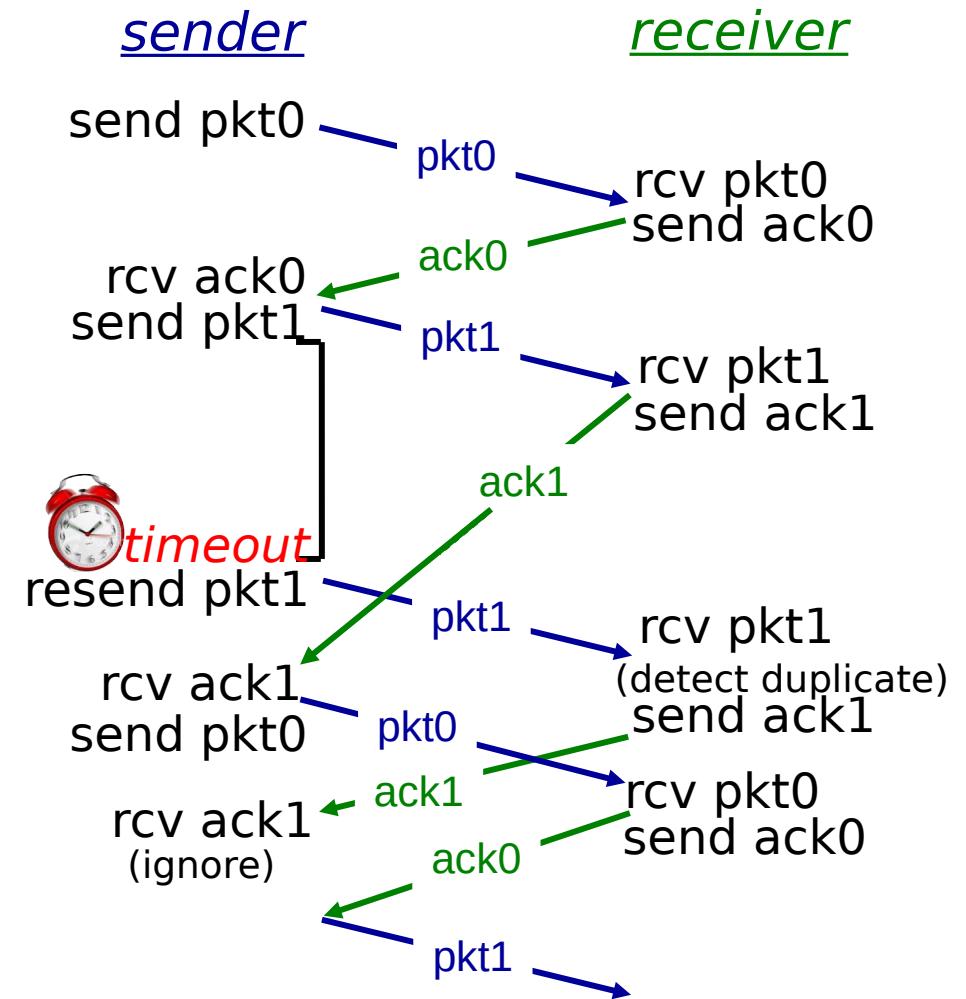 sender
receiver
send pkt0
pkt0
rcv pkt0
send ack0
ack0
rcv ack0
send pkt1
pkt1
rcv pkt1
send ack1
ack1
timeout
resend pkt1
pkt1
rcv pkt1
(detect duplicate)
send ack1
rcv ack1
send pkt0
pkt0
ack1
rcv pkt0
send ack0
rcv ack1
(ignore)
ack0
pkt1